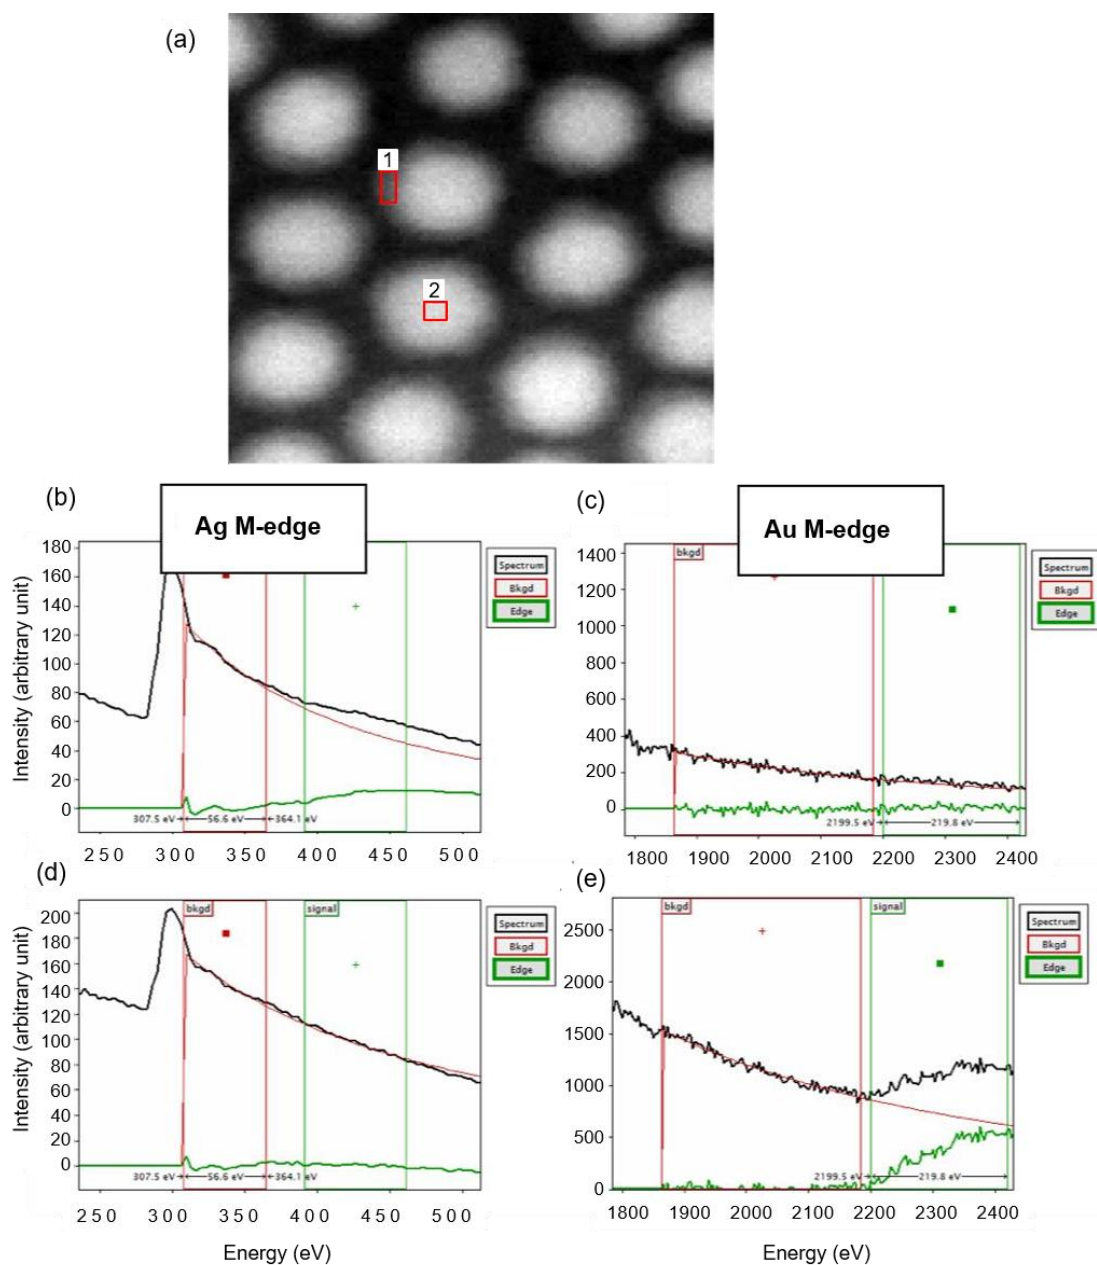 (a)
1
2
(b)
Ag M-edge
Intensity (arbitrary unit)
180
160
140
120
100
80
60
40
20
0
307.5 eV
56.6 eV
364.1 eV
250
300
350
400
450
500
Spectrum
Bkgd
Edge
(c)
Au M-edge
bkgd
1400
1200
1000
800
600
400
200
0
2199.5 eV
219.8 eV
1800
1900
2000
2100
2200
2300
2400
Spectrum
Bkgd
Edge
(d)
bkgd
signal
Intensity (arbitrary unit)
200
180
160
140
120
100
80
60
40
20
0
307.5 eV
56.6 eV
364.1 eV
250
300
350
400
450
500
Energy (eV)
Spectrum
Bkgd
Edge
(e)
bkgd
signal
2500
2000
1500
1000
500
0
2199.5 eV
219.8 eV
1800
1900
2000
2100
2200
2300
2400
Energy (eV)
Spectrum
Bkgd
Edge